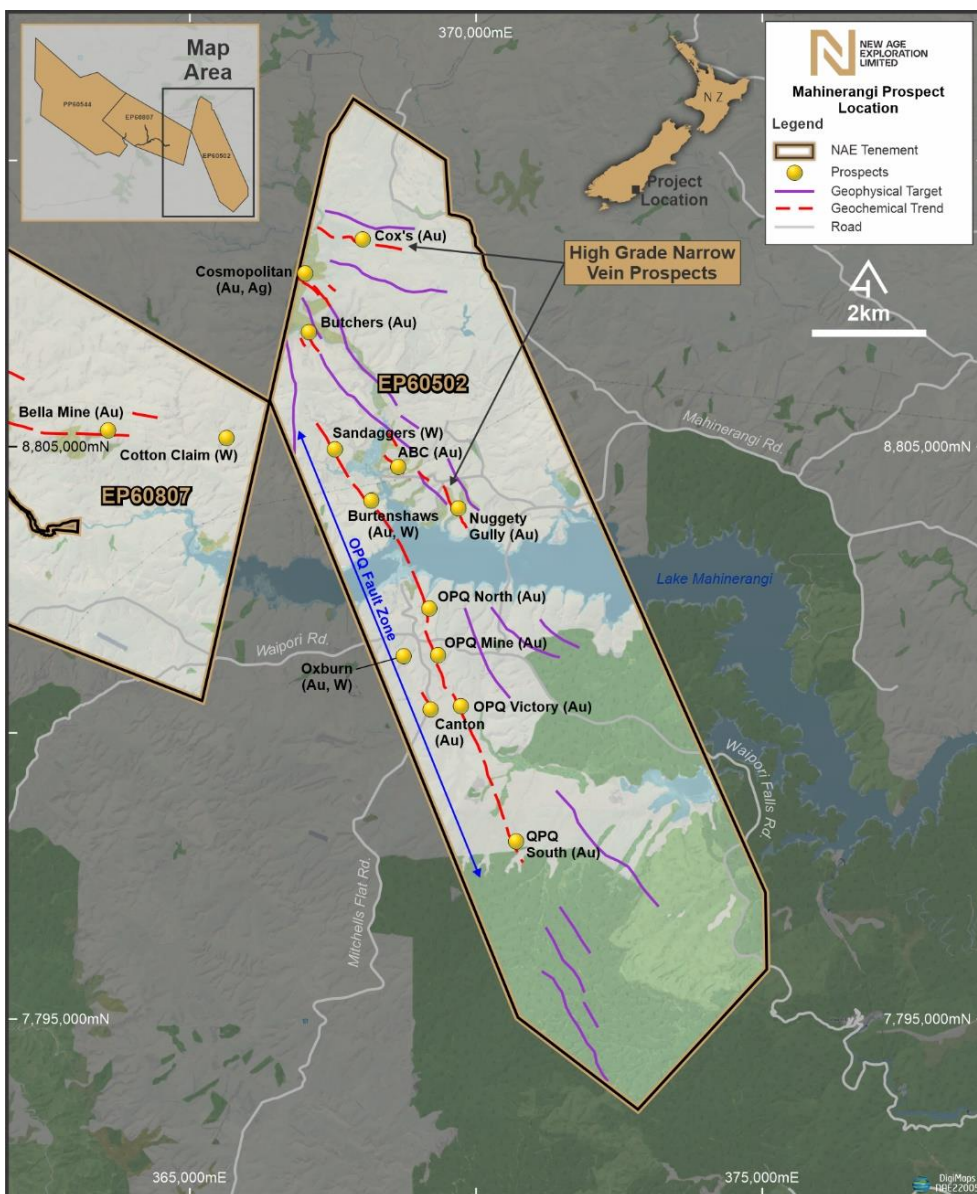 370,000mE
Map
Area
PP60544
EP60807
EP60502
N Z
Project
Location
NEW AGE
EXPLORATION
LIMITED
Mahinerangi Prospect
Location
Legend
NAE Tenement
Prospects
Geophysical Target
Geochemical Trend
Road
2km
Cox's (Au)
High Grade Narrow
Vein Prospects
Cosmopolitan
(Au, Ag)
Butchers (Au)
EP60502
Bella Mine (Au)
8,805,000mN
Cotton Claim (W)
EP60807
Sandaggers (W)
ABC (Au)
Mahinerangi Rd.
8,805,000mN
Burtenshaws
(Au, W)
Nuggety
Gully (Au)
OPQ Fault Zone
Lake Mahinerangi
OPQ North (Au)
Waipori Rd.
OPQ Mine (Au)
Oxburn
(Au, W)
OPQ Victory (Au)
Canton
(Au)
Waipori Falls Rd.
QPQ
South (Au)
Mitchells Flat Rd.
7,795,000mN
7,795,000mN
365,000mE
375,000mE
DigiMaps